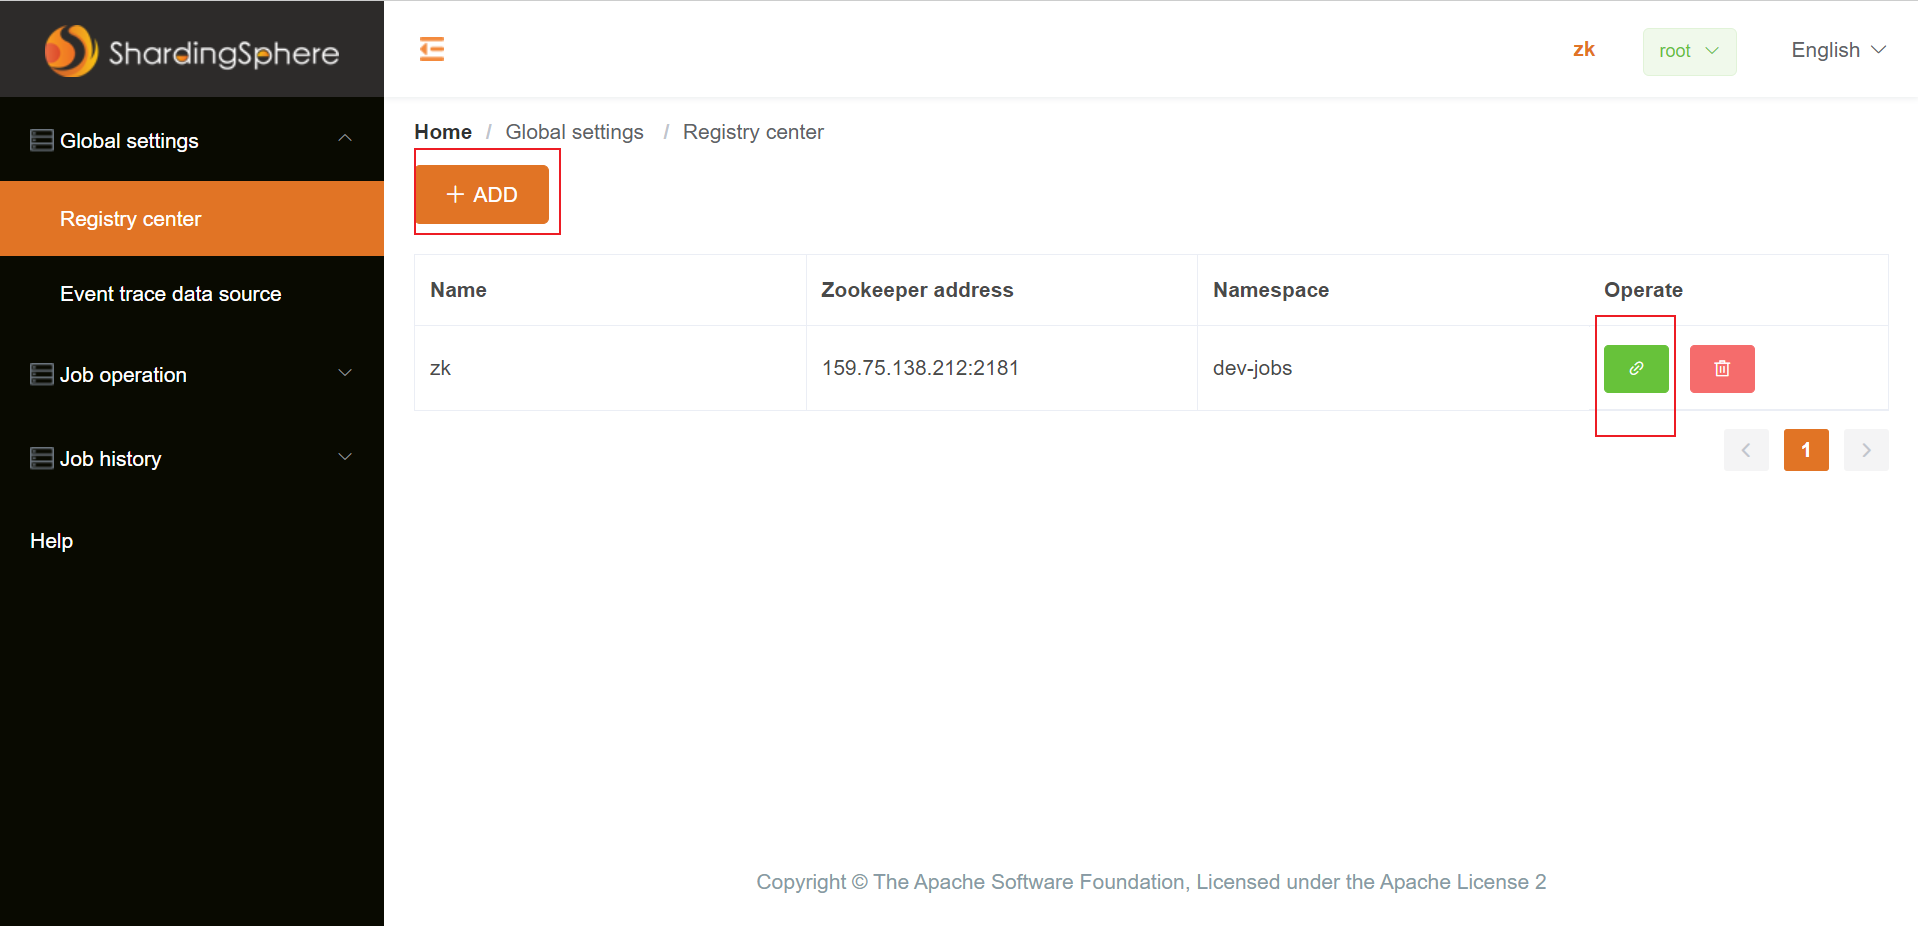 ShardingSphere
zk
root
English
Global settings
Registry center
Event trace data source
Job operation
Job history
Help
Home / Global settings / Registry center
ADD
Name Zookeeper address Namespace Operate
zk 159.75.138.212:2181 dev-jobs
1
Copyright © The Apache Software Foundation, Licensed under the Apache License 2